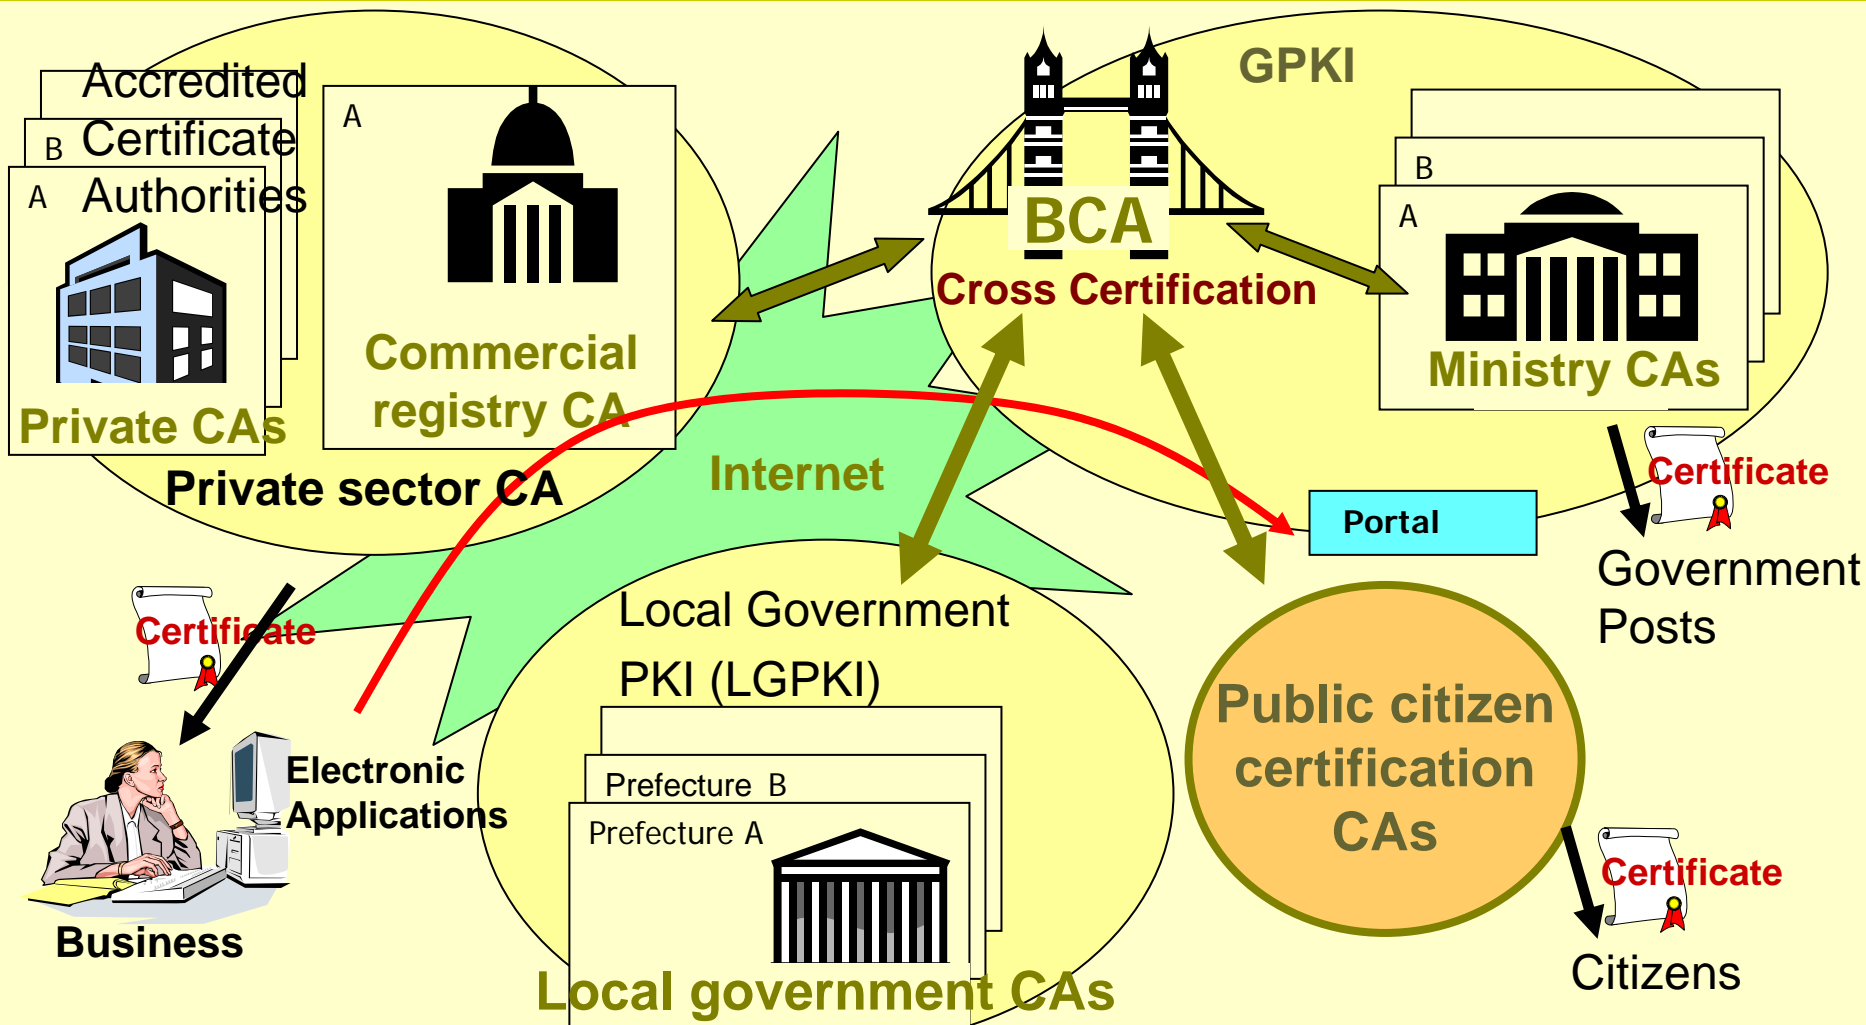 Accredited
Certificate
Authorities
B
A
Private CAs
A
Commercial
registry CA
Private sector CA
GPKI
BCA
Cross Certification
B
A
Ministry CAs
Internet
Portal
Certificate
Government
Posts
Certificate
Electronic
Applications
Business
Local Government
PKI (LGPKI)
Prefecture B
Prefecture A
Local government CAs
Public citizen
certification
CAs
Certificate
Citizens